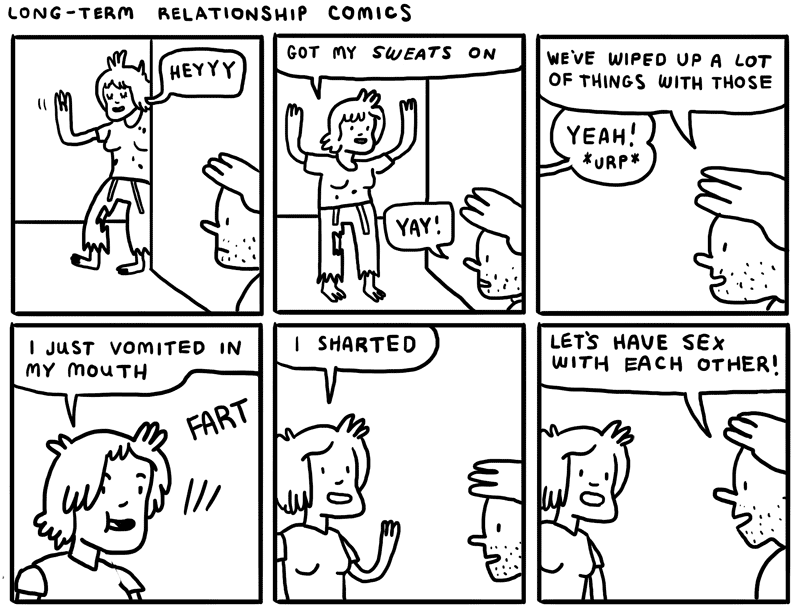 LONG-TERM RELATIONSHIP COMICS
HEYYY
GOT MY SWEATS ON
YAY!
WE'VE WIPED UP A LOT
OF THINGS WITH THOSE
YEAH!
*URP*
I JUST VOMITED IN
MY MOUTH
FART
I SHARTED
LET'S HAVE SEX
WITH EACH OTHER!